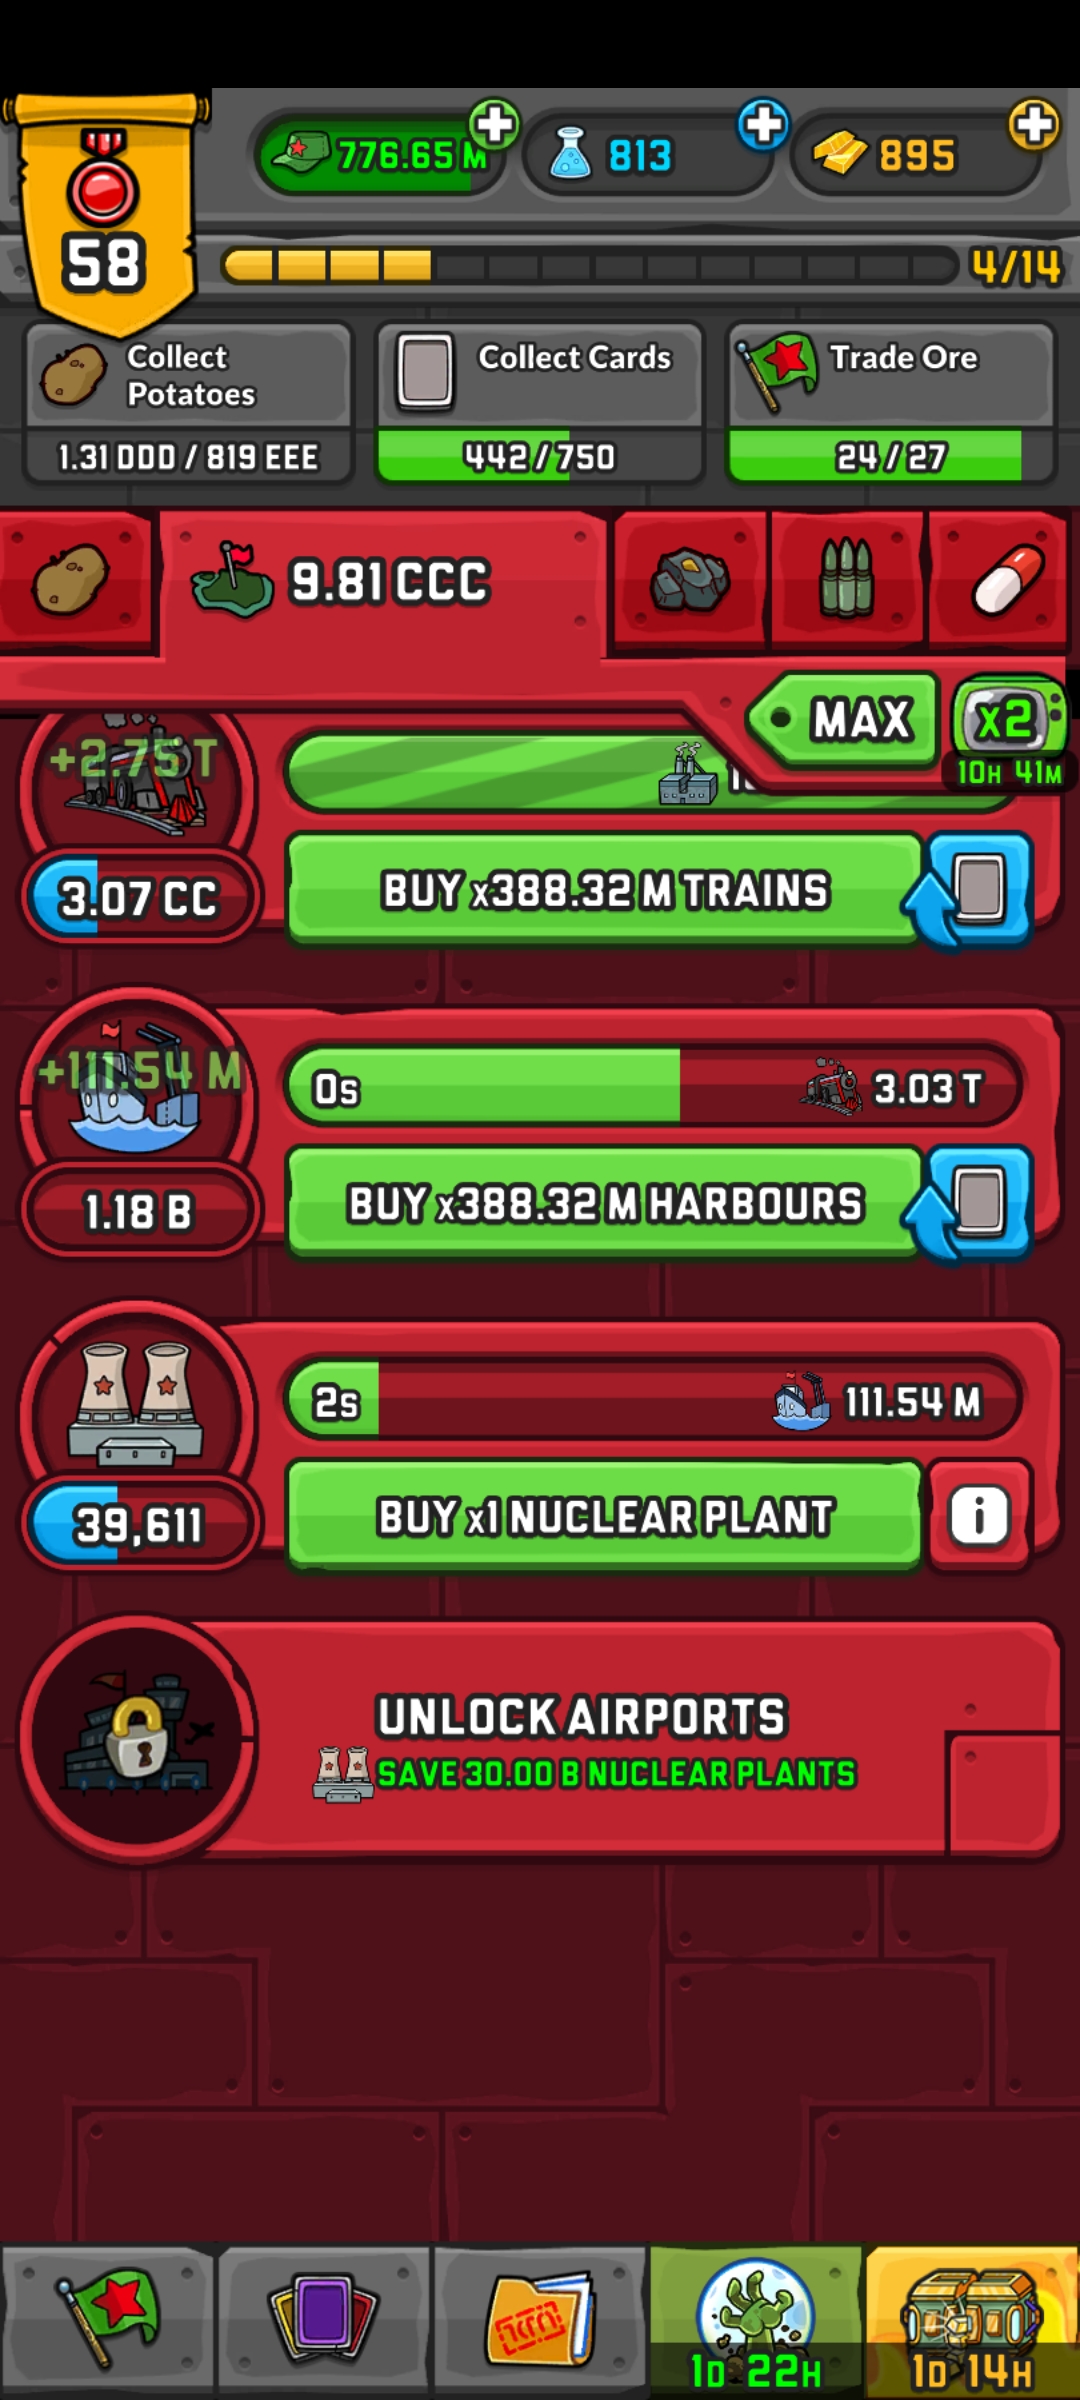 776.65 M
813
895
58
4/14
Collect
Potatoes
1.31 DDD / 819 EEE
Collect Cards
442/750
Trade Ore
24/27
9.81 CCC
MAX
x2
10H 41M
+2.75 T
3.07 CC
BUY x388.32 M TRAINS
+111.54 M
0s
3.03 T
1.18 B
BUY x388.32 M HARBOURS
2s
111.54 M
39,611
BUY x1 NUCLEAR PLANT
i
UNLOCK AIRPORTS
SAVE 30.00 B NUCLEAR PLANTS
1D 22H
1D 14H